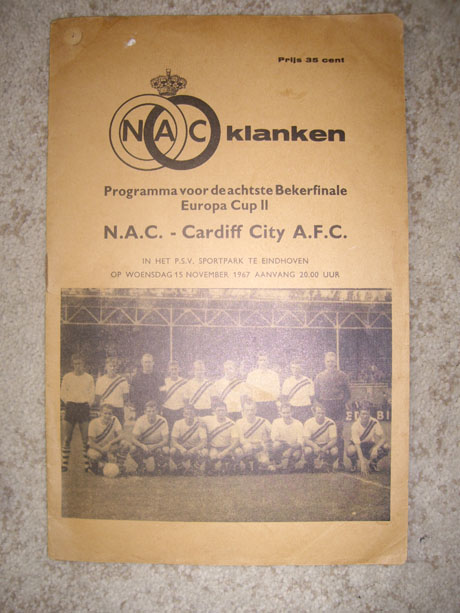 Prijs 35 cent
NAC klanken
Programma voor de achtste Bekerfinale
Europa Cup II
N.A.C. - Cardiff City A.F.C.
IN HET P.S.V. SPORTPARK TE EINDHOVEN
OP WOENSDAG 15 NOVEMBER 1967 AANVANG 20.00 UUR